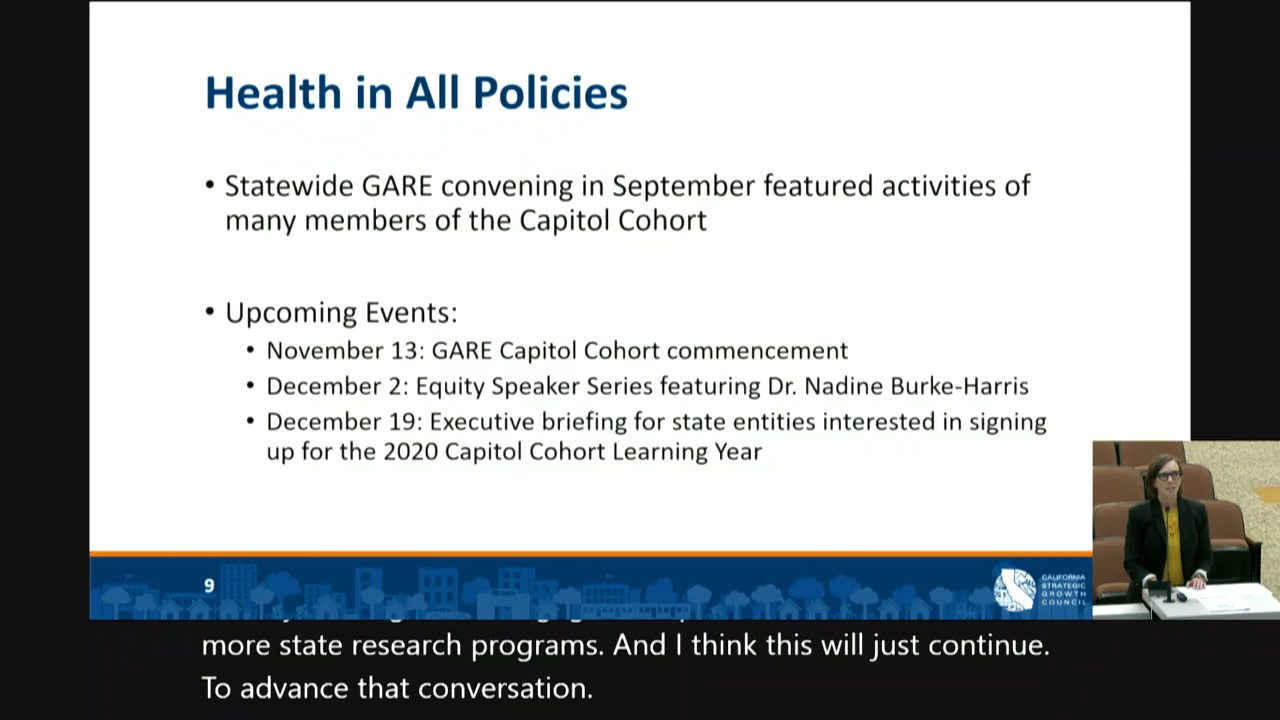 Health in All Policies
• Statewide GARE convening in September featured activities of
many members of the Capitol Cohort
• Upcoming Events:
• November 13: GARE Capitol Cohort commencement
• December 2: Equity Speaker Series featuring Dr. Nadine Burke-Harris
• December 19: Executive briefing for state entities interested in signing
up for the 2020 Capitol Cohort Learning Year
9
CALIFORNIA
STRATEGIC
GROWTH
COUNCIL
more state research programs. And I think this will just continue.
To advance that conversation.